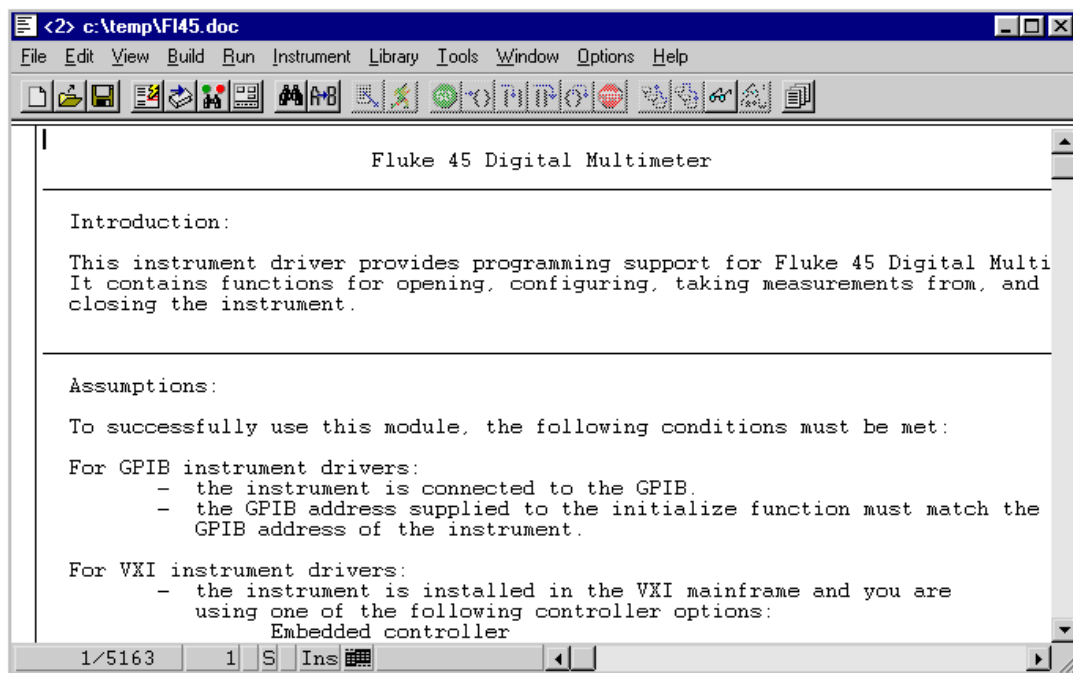 <2> c:\temp\Fl45.doc
File Edit View Build Run Instrument Library Tools Window Options Help
Fluke 45 Digital Multimeter
Introduction:
This instrument driver provides programming support for Fluke 45 Digital Multi
It contains functions for opening, configuring, taking measurements from, and
closing the instrument.
Assumptions:
To successfully use this module, the following conditions must be met:
For GPIB instrument drivers:
- the instrument is connected to the GPIB.
- the GPIB address supplied to the initialize function must match the
GPIB address of the instrument.
For VXI instrument drivers:
- the instrument is installed in the VXI mainframe and you are
using one of the following controller options:
Embedded controller
1/5163 1 S Ins